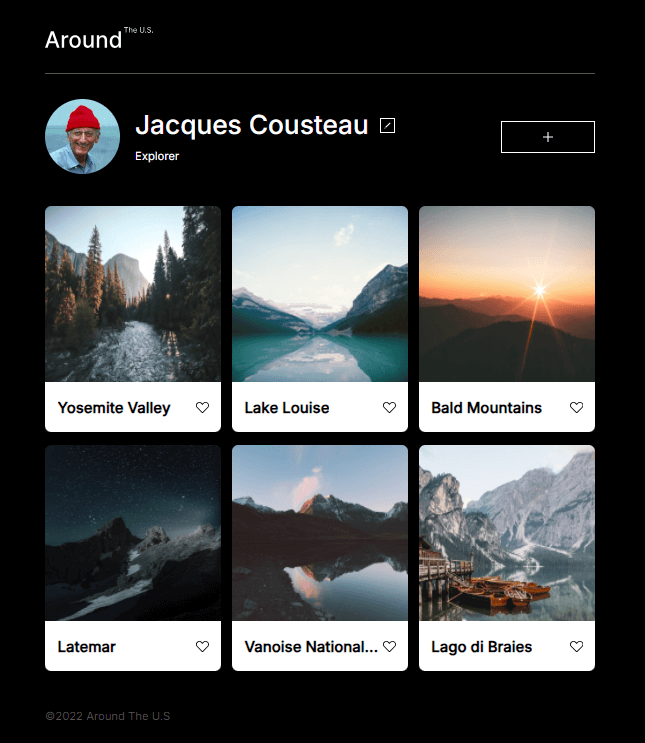 Around The U.S.
Jacques Cousteau
Explorer
Yosemite Valley
Lake Louise
Bald Mountains
Latemar
Vanoise National...
Lago di Braies
©2022 Around The U.S